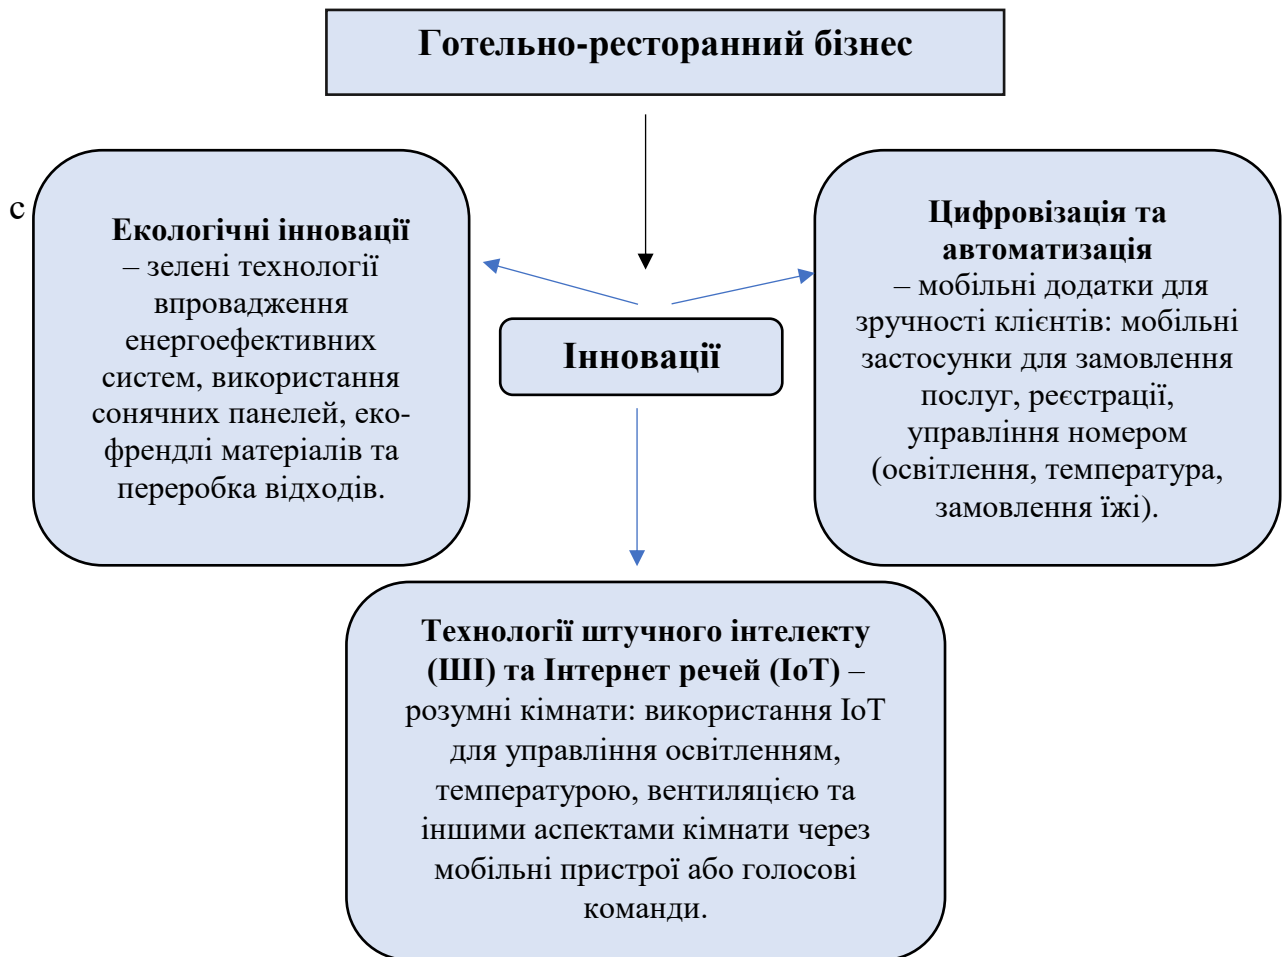 Готельно-ресторанний бізнес
с
Екологічні інновації
– зелені технології
впровадження
енергоефективних
систем, використання
сонячних панелей, еко-
френдлі матеріалів та
переробка відходів.
Цифровізація та
автоматизація
– мобільні додатки для
зручності клієнтів: мобільні
застосунки для замовлення
послуг, реєстрації,
управління номером
(освітлення, температура,
замовлення їжі).
Інновації
Технології штучного інтелекту
(ШІ) та Інтернет речей (ІоТ) –
розумні кімнати: використання ІоТ
для управління освітленням,
температурою, вентиляцією та
іншими аспектами кімнати через
мобільні пристрої або голосові
команди.